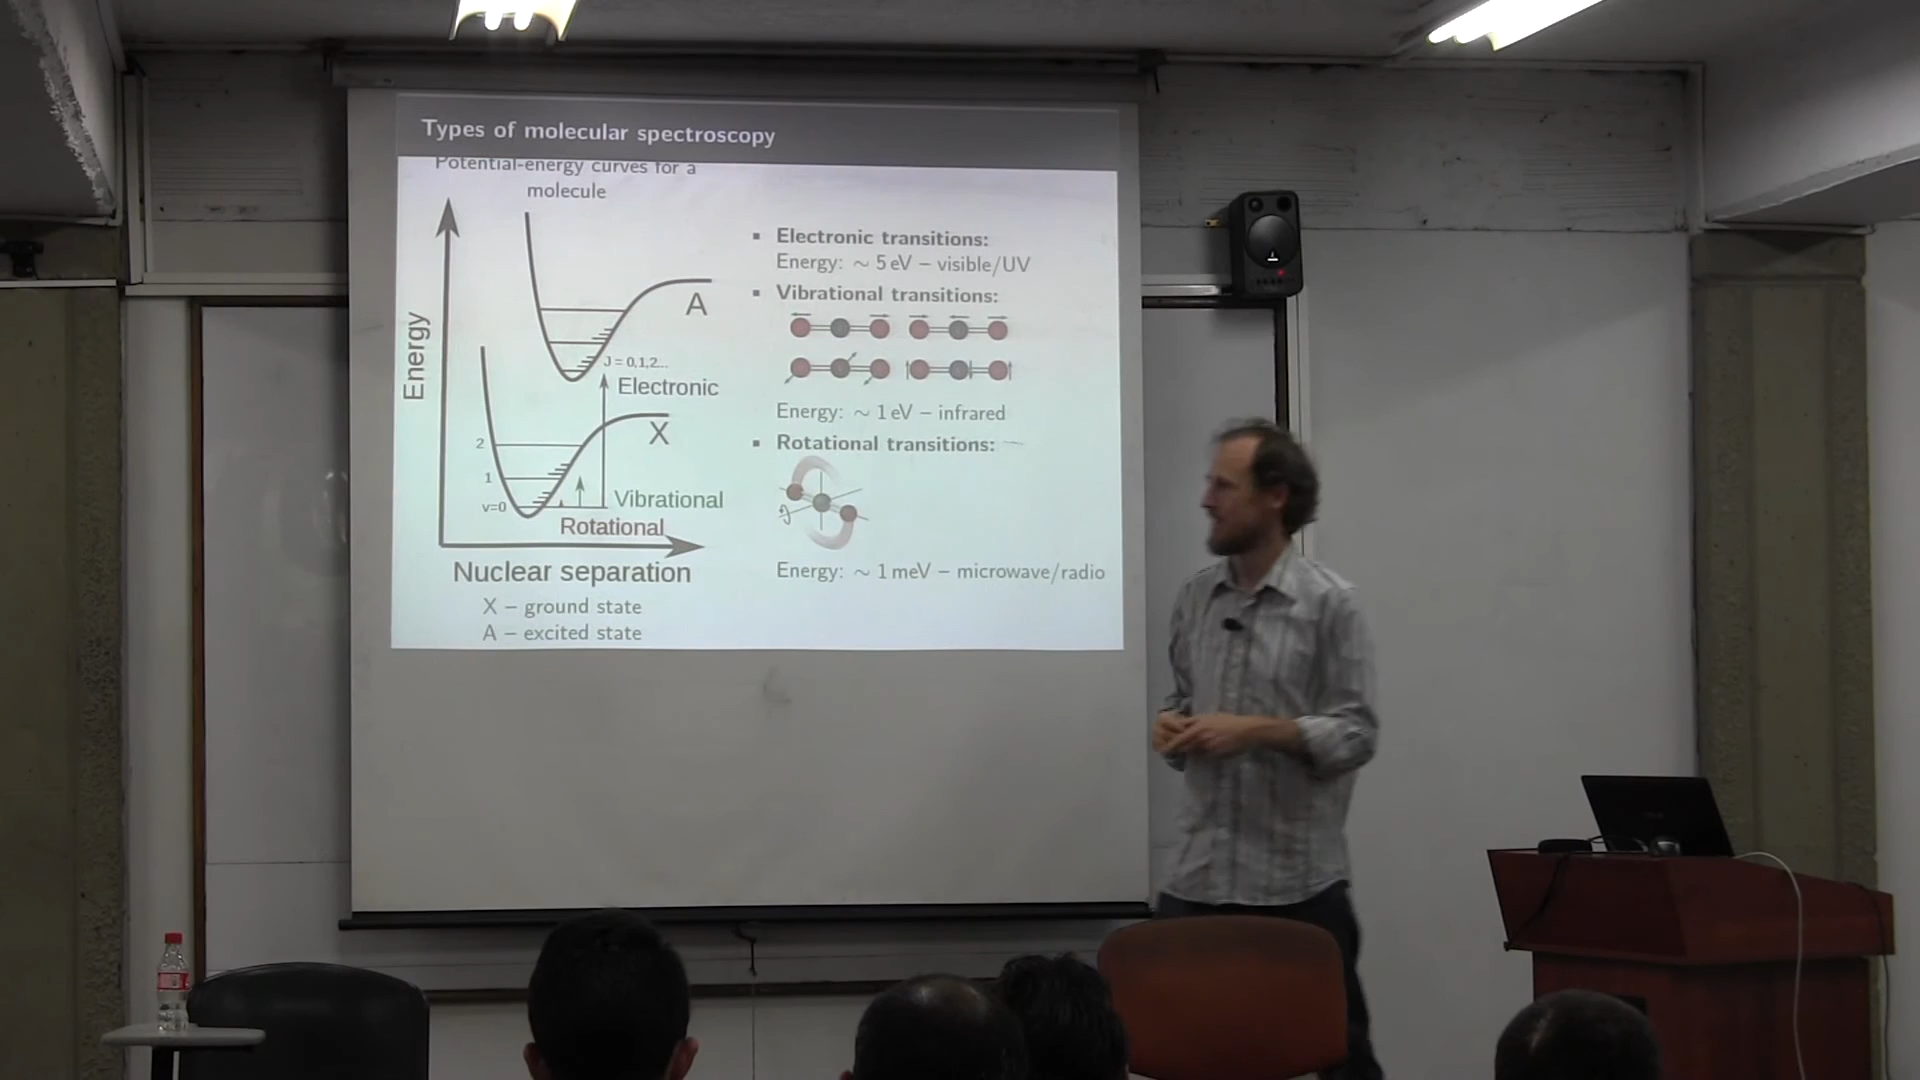 Types of molecular spectroscopy
Potential-energy curves for a
molecule
Energy
A
J = 0,1,2...
Electronic
X
2
1
v=0
Vibrational
Rotational
Nuclear separation
X – ground state
A – excited state
▪ Electronic transitions:
Energy: ~ 5 eV – visible/UV
▪ Vibrational transitions:
Energy: ~ 1 eV – infrared
▪ Rotational transitions:
Energy: ~ 1 meV – microwave/radio